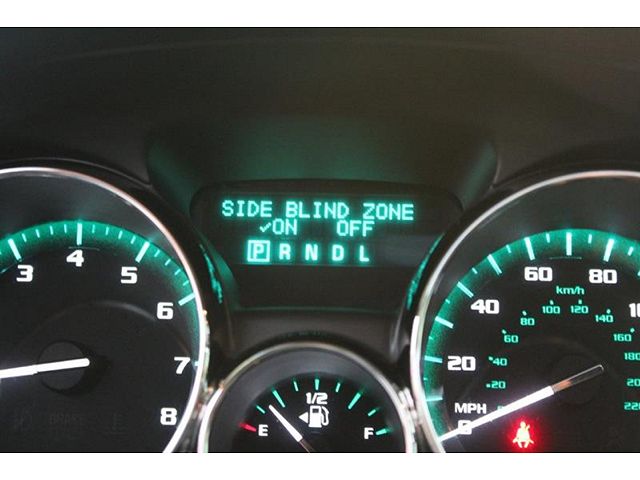 SIDE BLIND ZONE
✓ON OFF
P R N D L
3 4 5 6 7 8
E 1/2 F
MPH 0 20 40 60 80
km/h
20 40 60 80 100 120 140 160 180 220